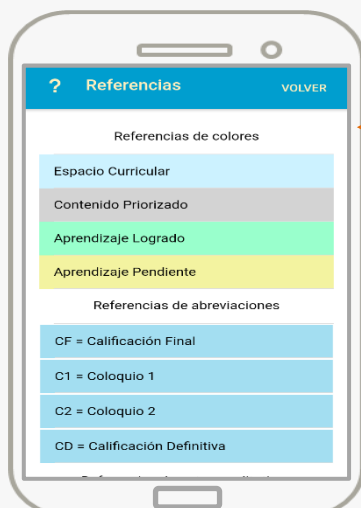 ? Referencias VOLVER
Referencias de colores
Espacio Curricular
Contenido Priorizado
Aprendizaje Logrado
Aprendizaje Pendiente
Referencias de abreviaciones
CF = Calificación Final
C1 = Coloquio 1
C2 = Coloquio 2
CD = Calificación Definitiva